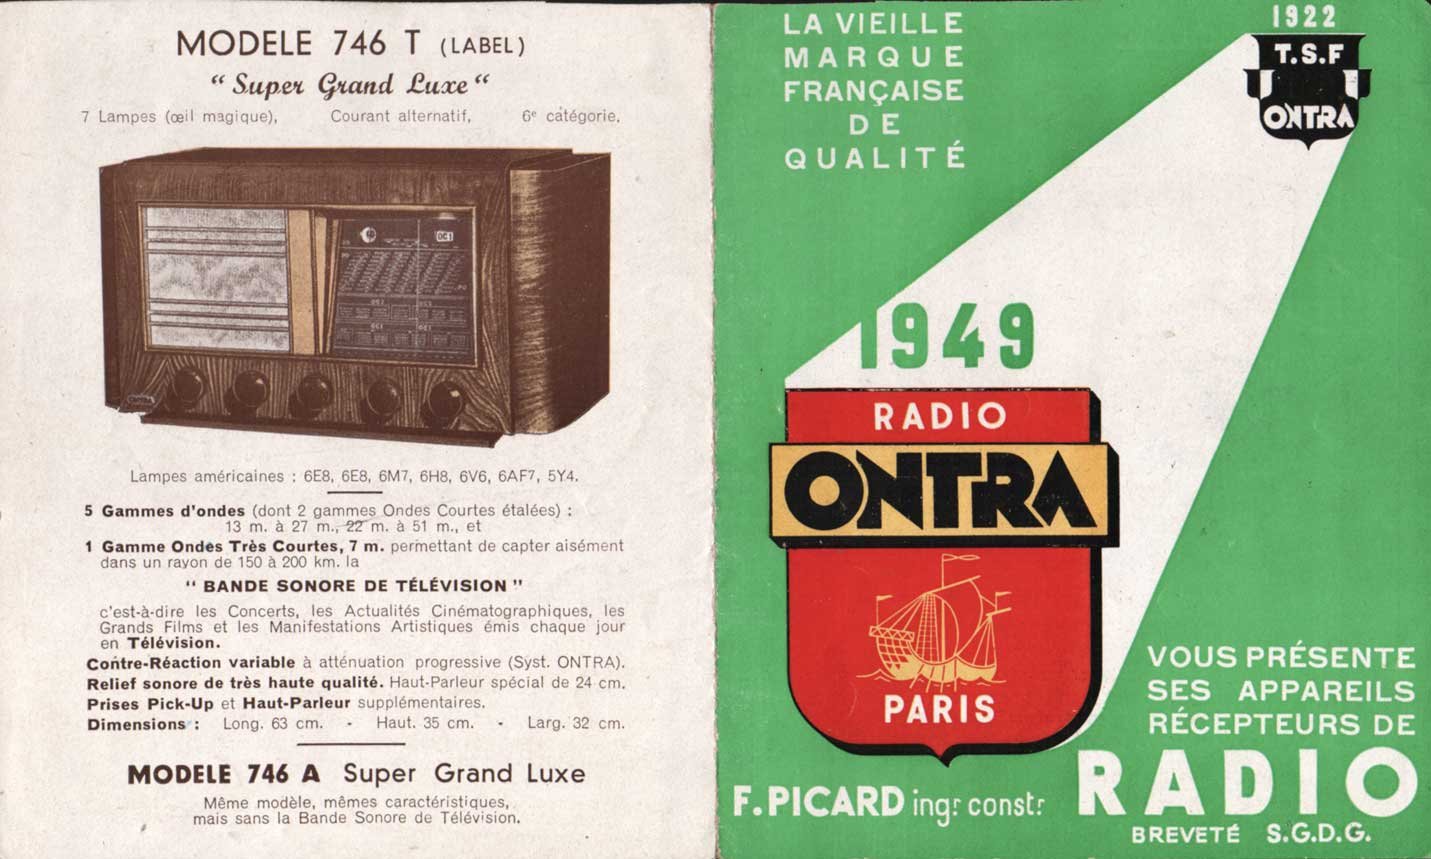 MODELE 746 T (LABEL)
“ Super Grand Luxe “
7 Lampes (œil magique), Courant alternatif, 6e catégorie.
OC1
OC2
OC1
ONTRA
Lampes américaines : 6E8, 6E8, 6M7, 6H8, 6V6, 6AF7, 5Y4.
5 Gammes d'ondes (dont 2 gammes Ondes Courtes étalées) :
13 m. à 27 m., 22 m. à 51 m., et
1 Gamme Ondes Très Courtes, 7 m. permettant de capter aisément
dans un rayon de 150 à 200 km. la
“ BANDE SONORE DE TÉLÉVISION ”
c'est-à-dire les Concerts, les Actualités Cinématographiques, les
Grands Films et les Manifestations Artistiques émis chaque jour
en Télévision.
Contre-Réaction variable à atténuation progressive (Syst. ONTRA).
Relief sonore de très haute qualité. Haut-Parleur spécial de 24 cm.
Prises Pick-Up et Haut-Parleur supplémentaires.
Dimensions : Long. 63 cm. - Haut. 35 cm. - Larg. 32 cm.
MODELE 746 A Super Grand Luxe
Même modèle, mêmes caractéristiques,
mais sans la Bande Sonore de Télévision.
LA VIEILLE
MARQUE
FRANÇAISE
DE
QUALITÉ
1922
T.S.F
ONTRA
1949
RADIO
ONTRA
PARIS
VOUS PRÉSENTE
SES APPAREILS
RÉCEPTEURS DE
RADIO
F. PICARD ingr constr
BREVETÉ S.G.D.G.